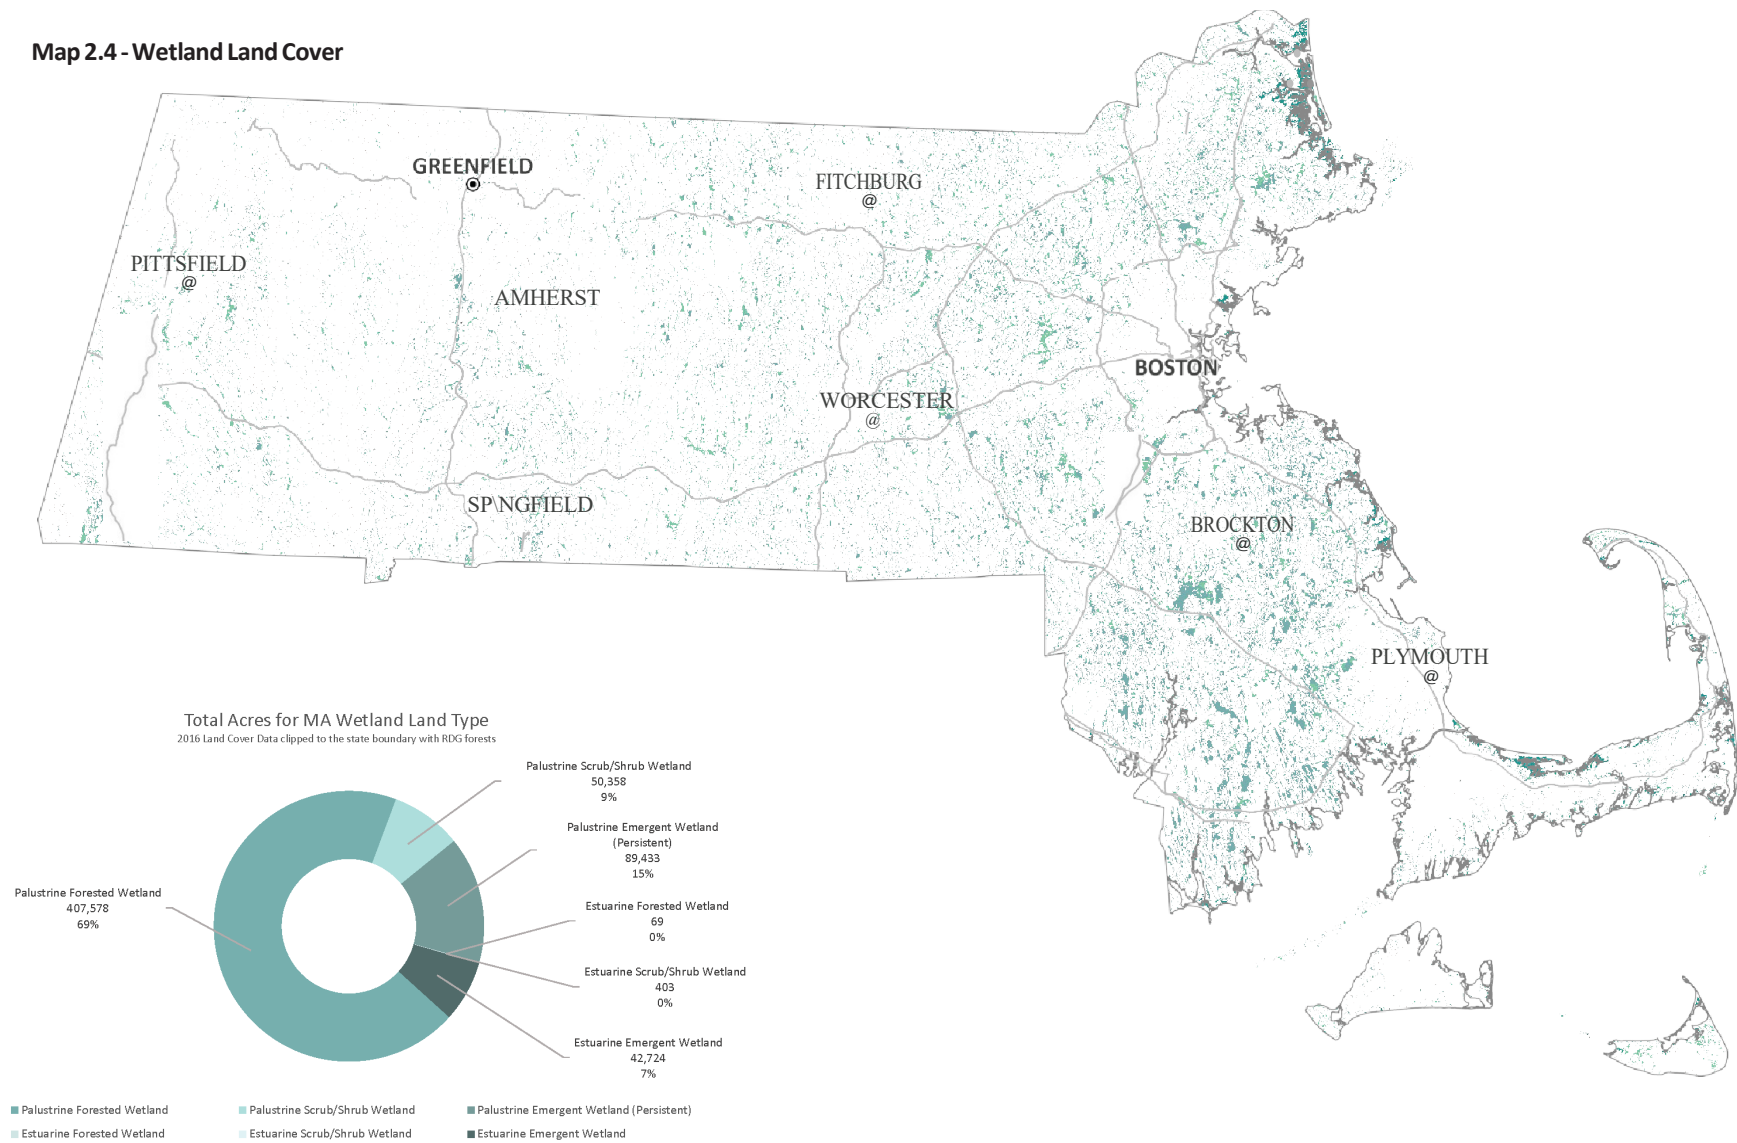 Map 2.4 - Wetland Land Cover
GREENFIELD
FITCHBURG
@
PITTSFIELD
@
AMHERST
BOSTON
WORCESTER
@
SP\NGFIELD
BROCKTON
@
PLYMOUTH
@
Total Acres for MA Wetland Land Type
2016 Land Cover Data clipped to the state boundary with RDG forests
Palustrine Scrub/Shrub Wetland
50,358
9%
Palustrine Emergent Wetland
(Persistent)
89,433
15%
Palustrine Forested Wetland
407,578
69%
Estuarine Forested Wetland
69
0%
Estuarine Scrub/Shrub Wetland
403
0%
Estuarine Emergent Wetland
42,724
7%
Palustrine Forested Wetland
Palustrine Scrub/Shrub Wetland
Palustrine Emergent Wetland (Persistent)
Estuarine Forested Wetland
Estuarine Scrub/Shrub Wetland
Estuarine Emergent Wetland